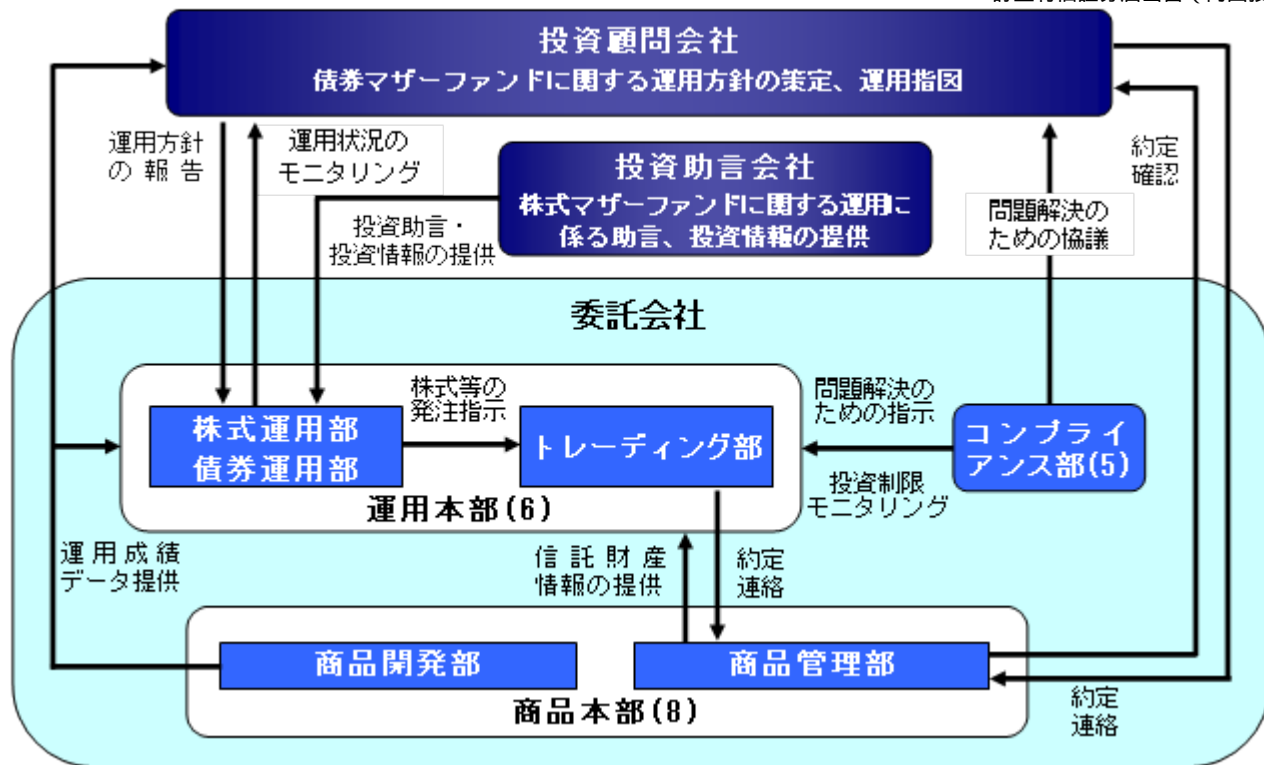 投資顧問会社
債券マザーファンドに関する運用方針の策定、運用指図
運用方針
の報告
運用状況の
モニタリング
投資助言会社
株式マザーファンドに関する運用に
係る助言、投資情報の提供
約定
確認
投資助言・
投資情報の提供
問題解決の
ための協議
委託会社
株式等の
発注指示
問題解決の
ための指示
株式運用部
債券運用部
トレーディング部
コンプライ
アンス部(5)
運用本部(6)
投資制限
モニタリング
運用成績
データ提供
信託財産
情報の提供
約定
連絡
商品開発部
商品管理部
商品本部(8)
約定
連絡